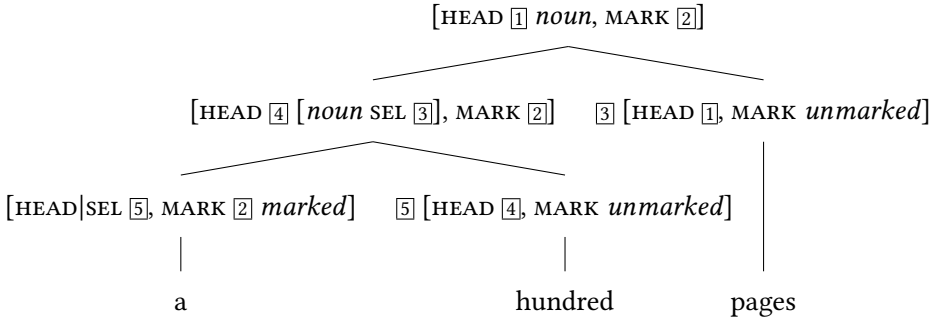 [HEAD 1 noun, MARK 2]
[HEAD 4 [noun SEL 3], MARK 2] 3 [HEAD 1, MARK unmarked]
[HEAD|SEL 5, MARK 2 marked] 5 [HEAD 4, MARK unmarked]
a hundred pages